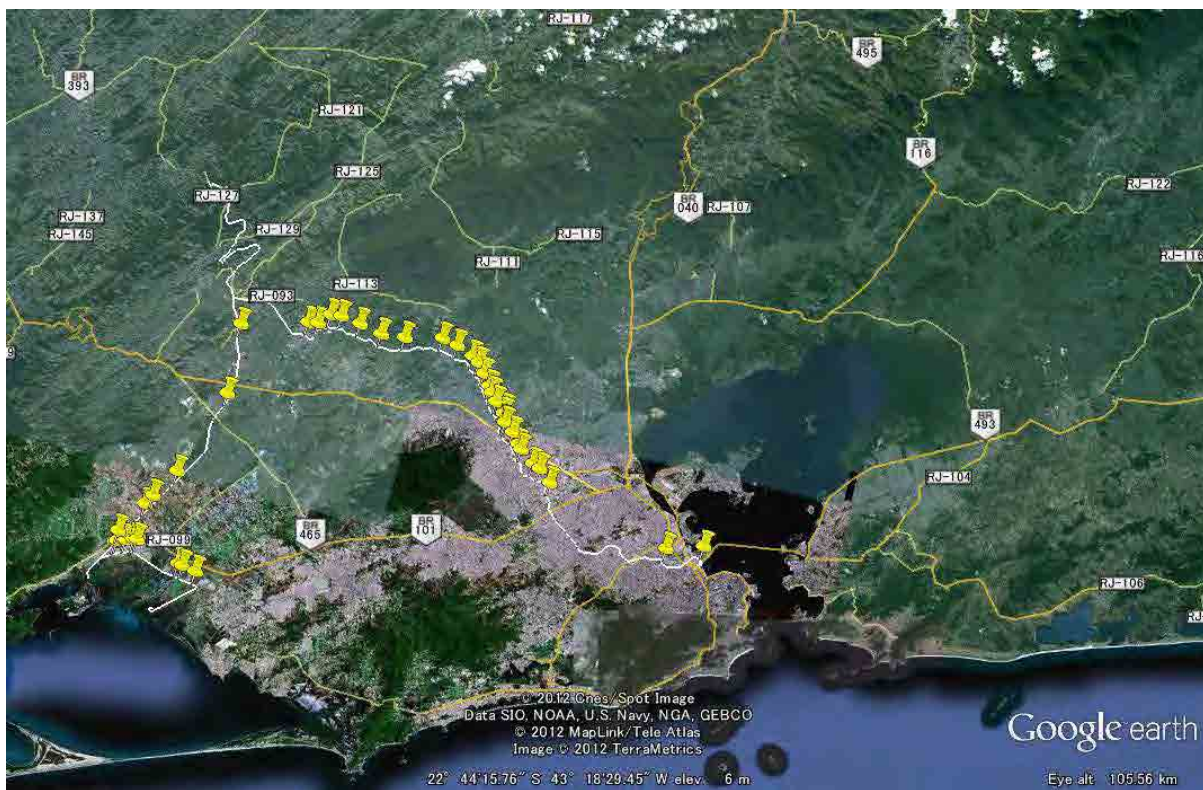 RJ-117
BR
495
BR
393
RJ-121
BR
116
RJ-125
RJ-122
RJ-127
BR
040
RJ-107
RJ-137
RJ-129
RJ-145
RJ-115
RJ-116
RJ-111
RJ-113
RJ-093
9
BR
493
RJ-104
BR
465
BR
101
RJ-099
RJ-106
RJ
© 2012 Cnes/Spot Image
Data SIO, NOAA, U.S. Navy, NGA, GEBCO
© 2012 MapLink/Tele Atlas
Image © 2012 TerraMetrics
Google earth
22° 44'15.76" S 43° 18'29.45" W elev 6 m
Eye alt 105.56 km